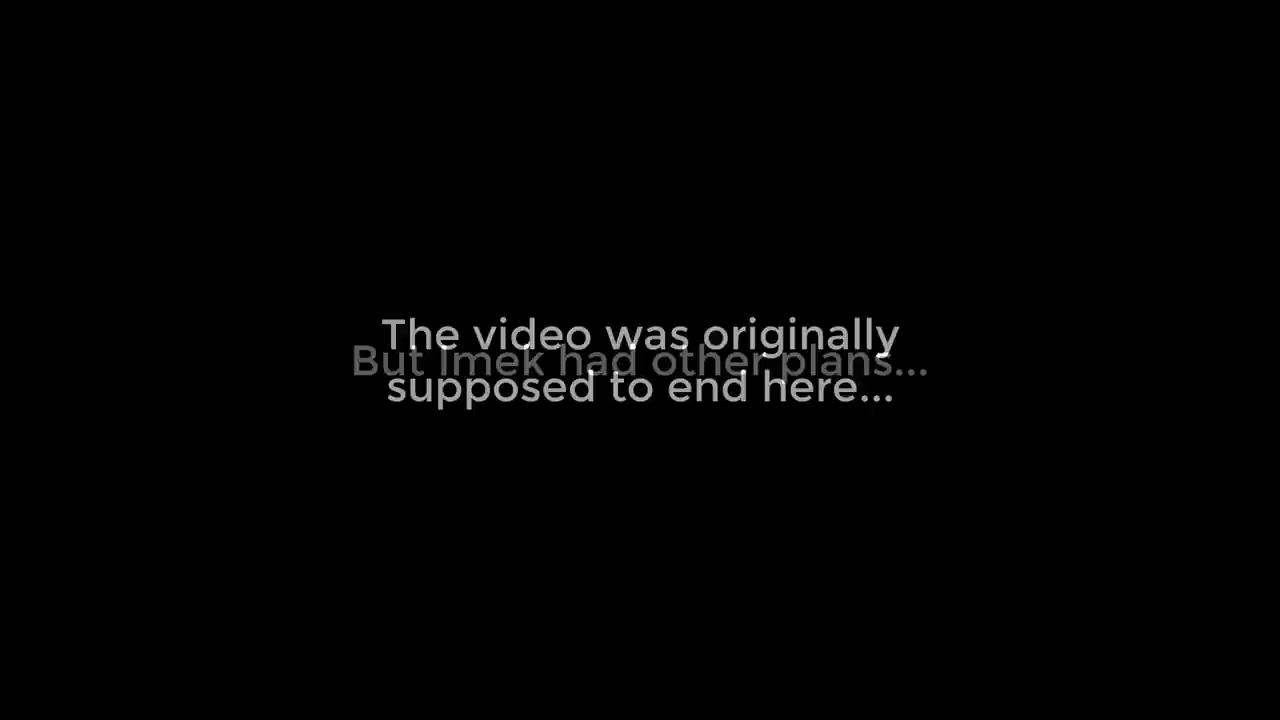 The video was originally
supposed to end here...
But Imek had other plans...